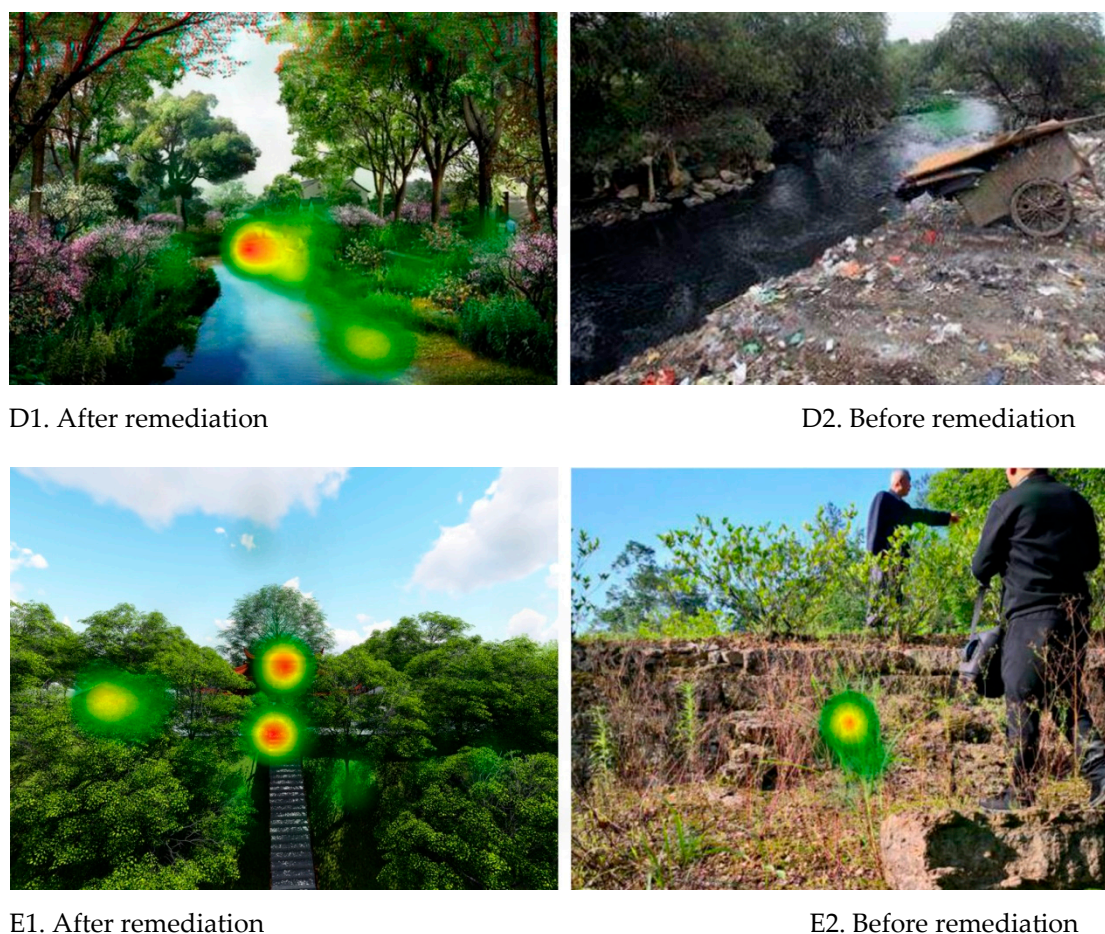 D1. After remediation
D2. Before remediation
E1. After remediation
E2. Before remediation